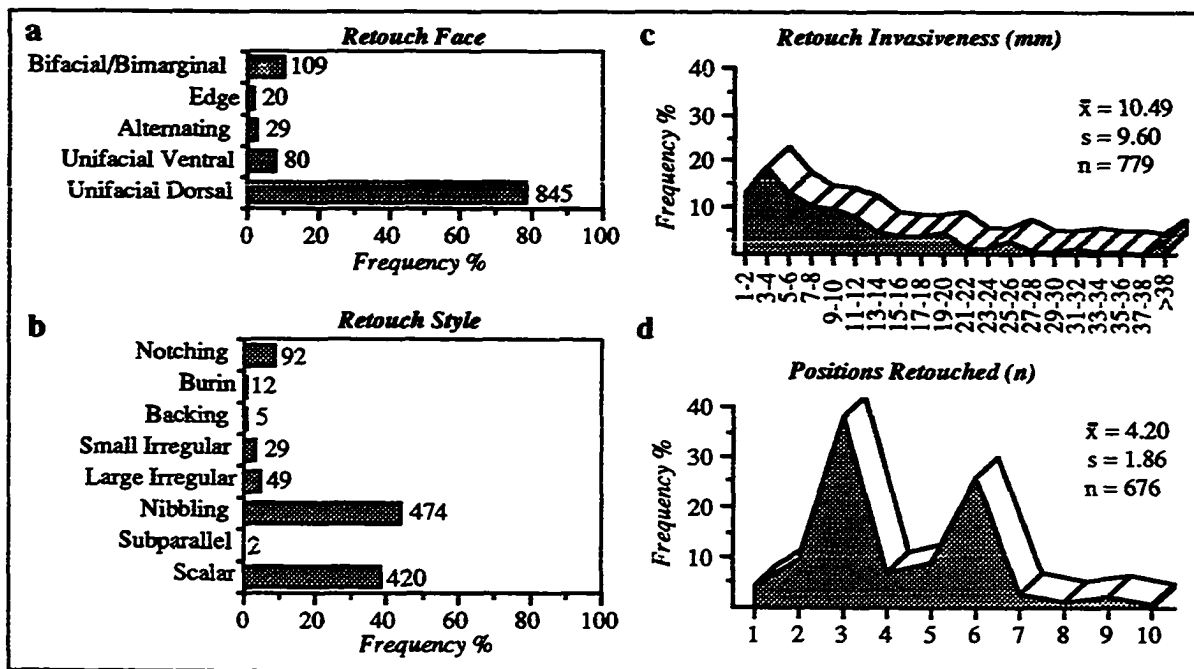 a
Retouch Face
Bifacial/Bimarginal 109
Edge 20
Alternating 29
Unifacial Ventral 80
Unifacial Dorsal 845
0 20 40 60 80 100
Frequency %
b
Retouch Style
Notching 92
Burin 12
Backing 5
Small Irregular 29
Large Irregular 49
Nibbling 474
Subparallel 2
Scalar 420
0 20 40 60 80 100
Frequency %
c
Retouch Invasiveness (mm)
40
30
20
10
Frequency %
x̄ = 10.49
s = 9.60
n = 779
1-2
3-4
5-6
7-8
9-10
11-12
13-14
15-16
17-18
19-20
21-22
23-24
25-26
27-28
29-30
31-32
33-34
35-36
37-38
>38
d
Positions Retouched (n)
40
30
20
10
Frequency %
x̄ = 4.20
s = 1.86
n = 676
1 2 3 4 5 6 7 8 9 10